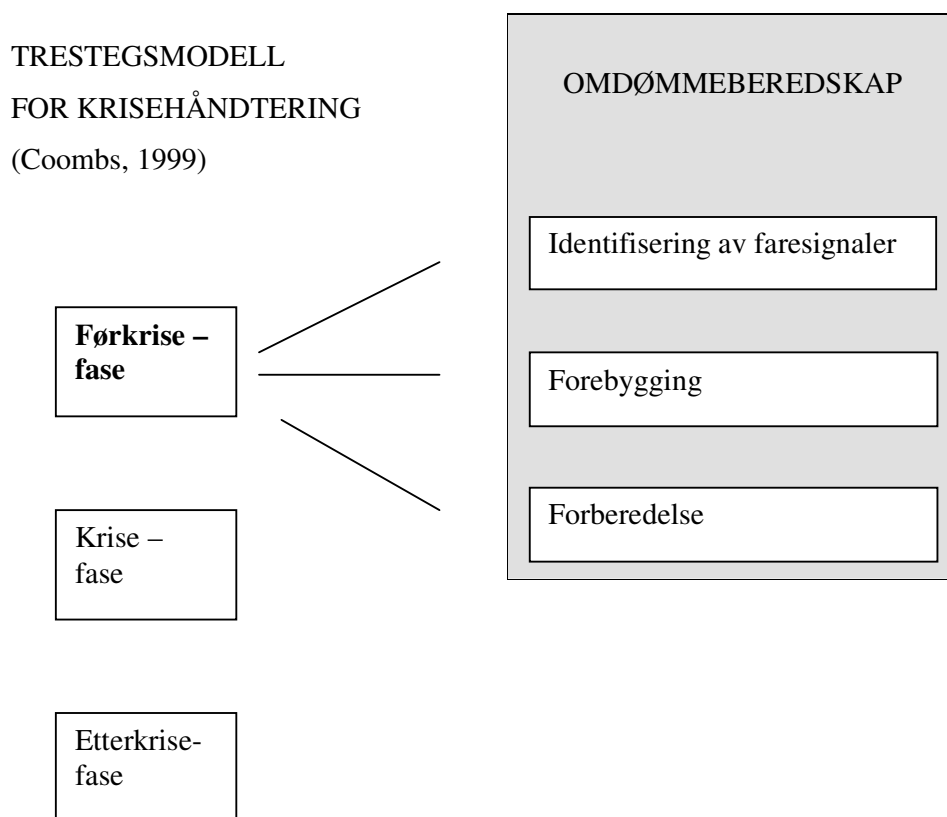 TRESTEGSMODELL
FOR KRISEHÅNDTERING
(Coombs, 1999)
OMDØMMEBEREDSKAP
Identifisering av faresignaler
Førkrise –
fase
Forebygging
Forberedelse
Krise –
fase
Etterkrise-
fase